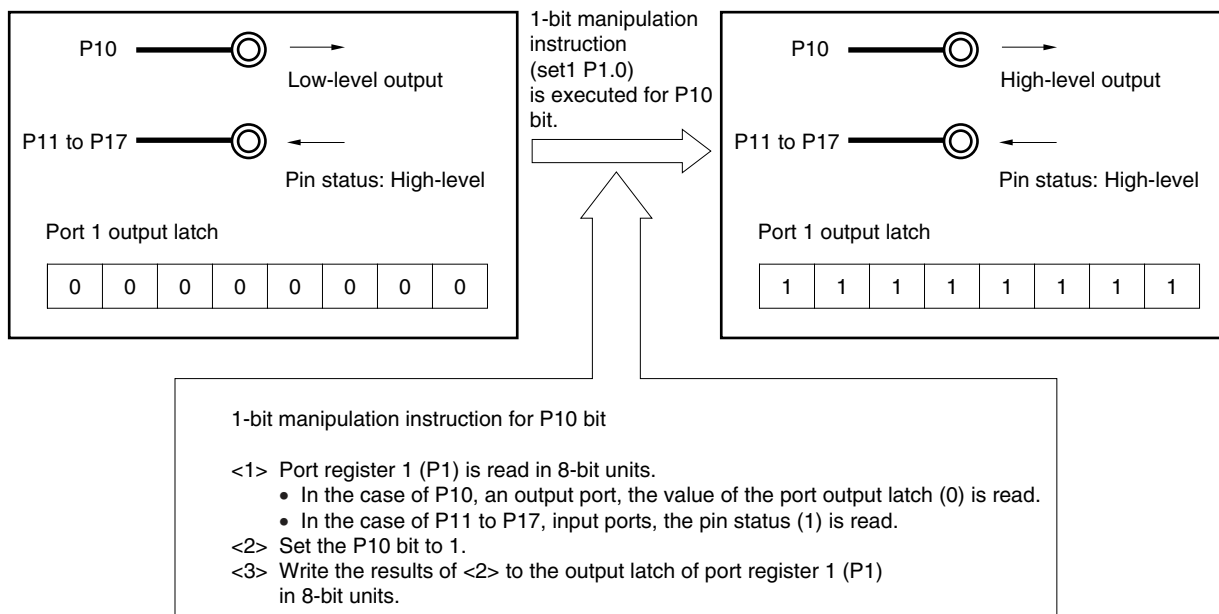 P10
Low-level output
P11 to P17
Pin status: High-level
Port 1 output latch
0 0 0 0 0 0 0 0
1-bit manipulation
instruction
(set1 P1.0)
is executed for P10
bit.
P10
High-level output
P11 to P17
Pin status: High-level
Port 1 output latch
1 1 1 1 1 1 1 1
1-bit manipulation instruction for P10 bit
<1> Port register 1 (P1) is read in 8-bit units.
• In the case of P10, an output port, the value of the port output latch (0) is read.
• In the case of P11 to P17, input ports, the pin status (1) is read.
<2> Set the P10 bit to 1.
<3> Write the results of <2> to the output latch of port register 1 (P1)
in 8-bit units.